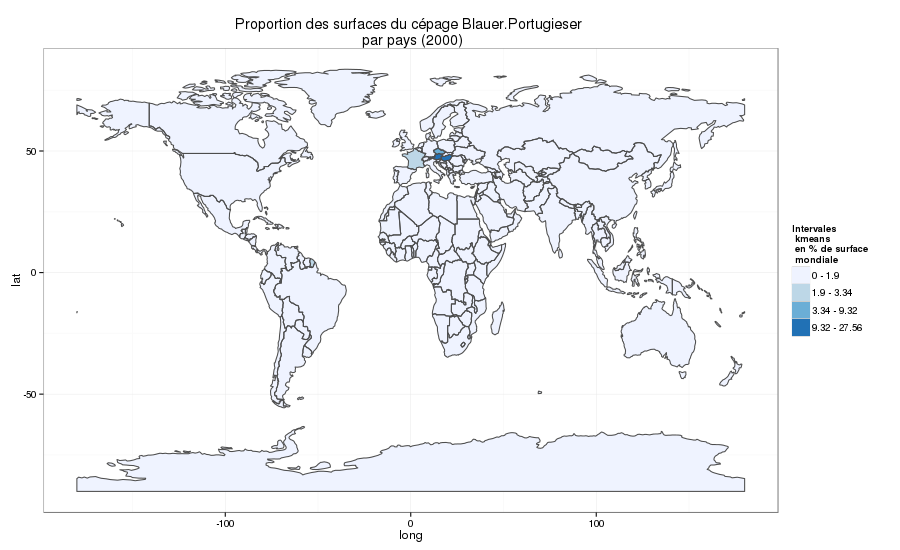 Proportion des surfaces du cépage Blauer.Portugieser
par pays (2000)
50
0
-50
lat
-100
0
100
long
Intervales
kmeans
en % de surface
mondiale
0 - 1.9
1.9 - 3.34
3.34 - 9.32
9.32 - 27.56